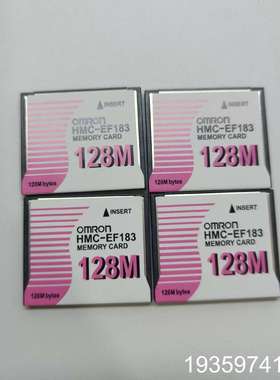 INSERT
OMRON
HMC-EF183
MEMORY CARD
128M
128M bytes
INSERT
OMRON
HMC-EF183
MEMORY CARD
128M
128M bytes
INSERT
OMRON
HMC-EF183
MEMORY CARD
128M
128M bytes
INSERT
OMRON
HMC-EF183
MEMORY CARD
128M
128M bytes
19359741